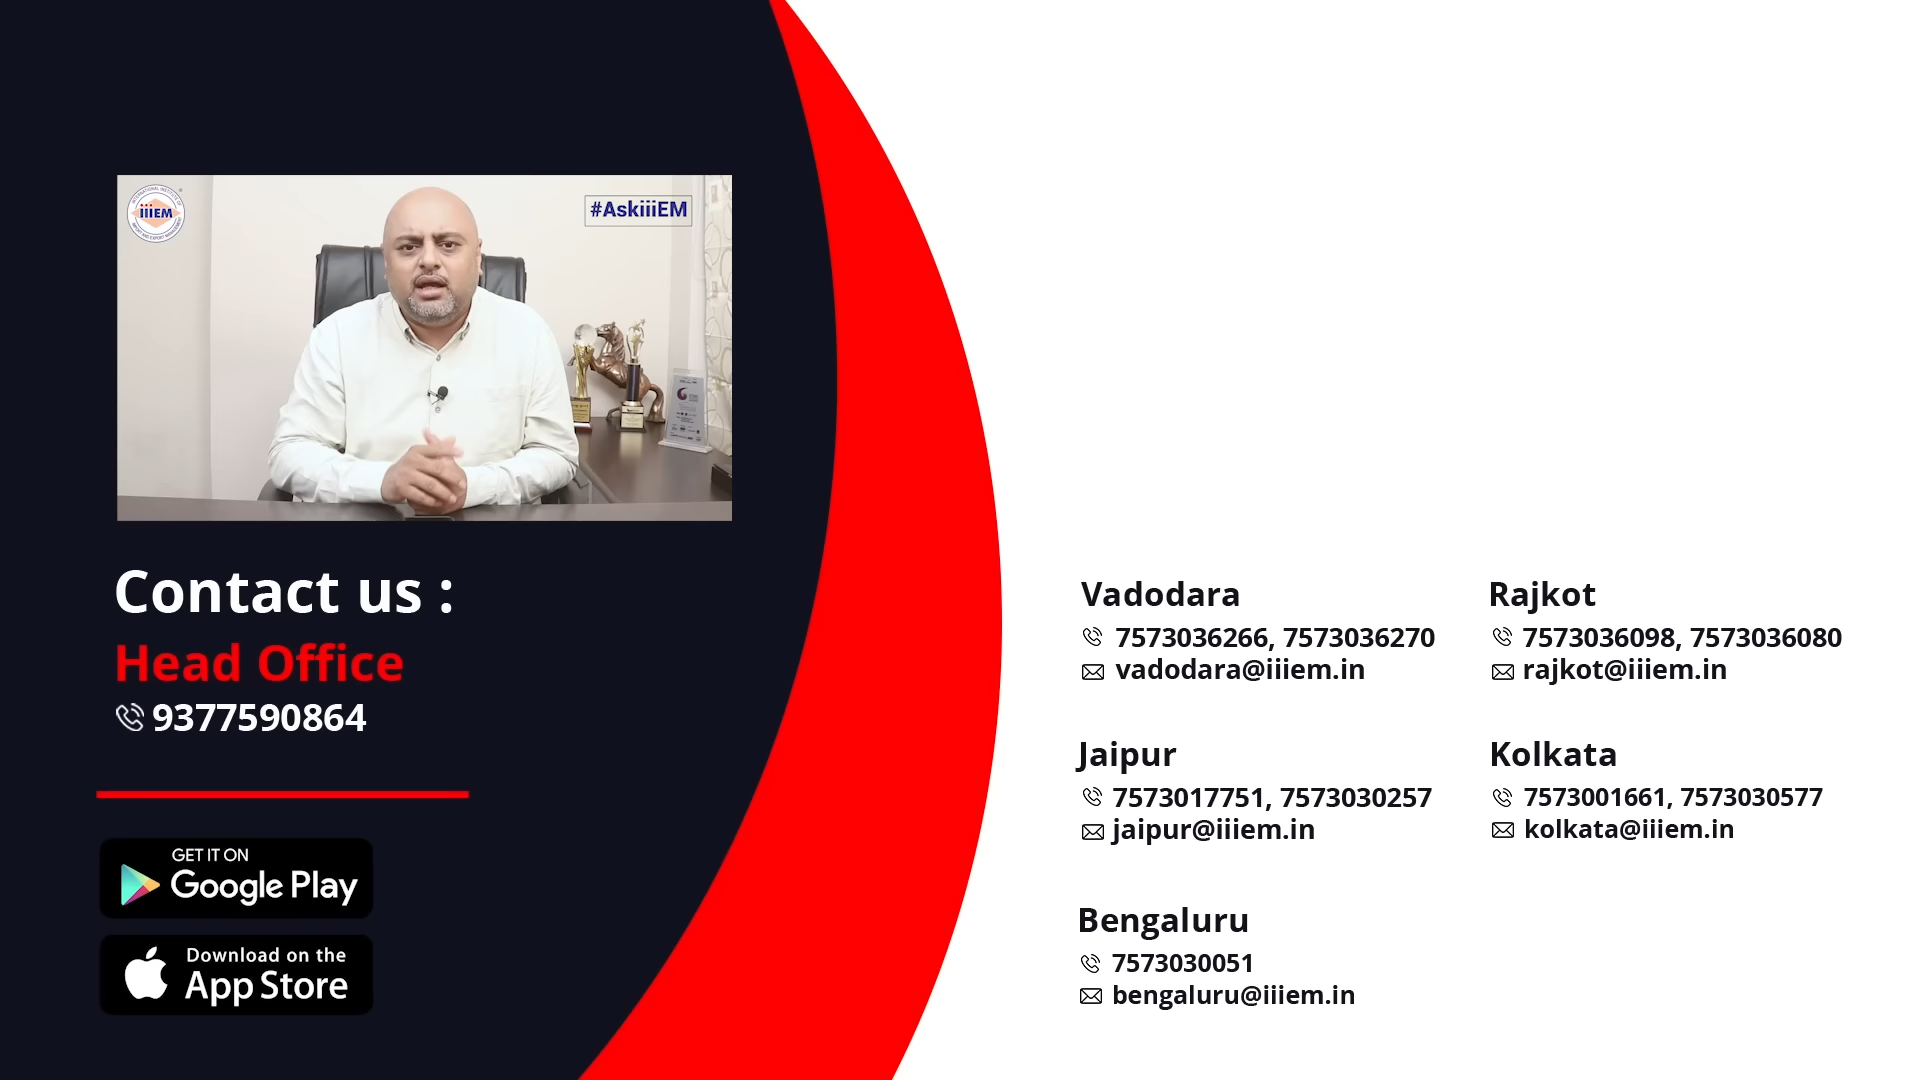 iiiEM
#AskiiiEM
Contact us :
Head Office
9377590864
GET IT ON
Google Play
Download on the
App Store
Vadodara
7573036266, 7573036270
vadodara@iiiem.in
Rajkot
7573036098, 7573036080
rajkot@iiiem.in
Jaipur
7573017751, 7573030257
jaipur@iiiem.in
Kolkata
7573001661, 7573030577
kolkata@iiiem.in
Bengaluru
7573030051
bengaluru@iiiem.in